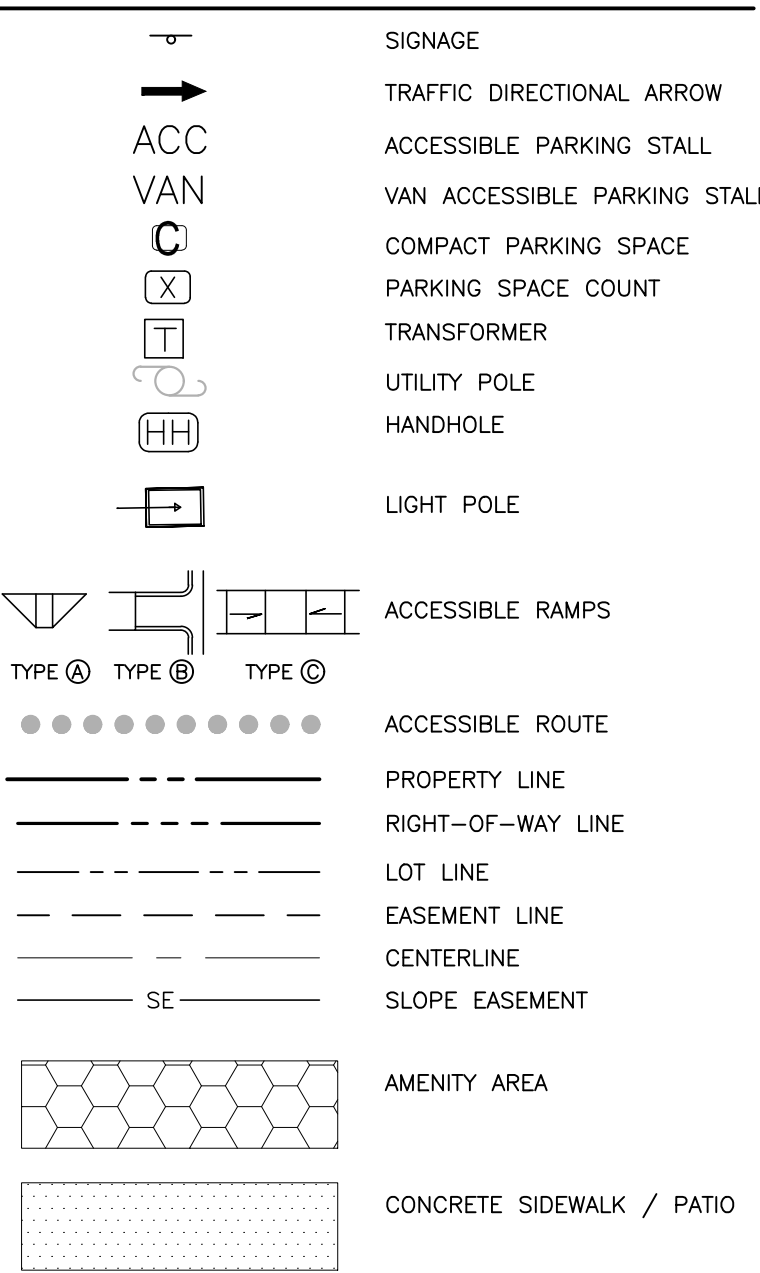 SIGNAGE
TRAFFIC DIRECTIONAL ARROW
ACC ACCESSIBLE PARKING STALL
VAN VAN ACCESSIBLE PARKING STALL
C COMPACT PARKING SPACE
X PARKING SPACE COUNT
T TRANSFORMER
UTILITY POLE
HH HANDHOLE
LIGHT POLE
ACCESSIBLE RAMPS
TYPE A TYPE B TYPE C
ACCESSIBLE ROUTE
PROPERTY LINE
RIGHT-OF-WAY LINE
LOT LINE
EASEMENT LINE
CENTERLINE
SE SLOPE EASEMENT
AMENITY AREA
CONCRETE SIDEWALK / PATIO